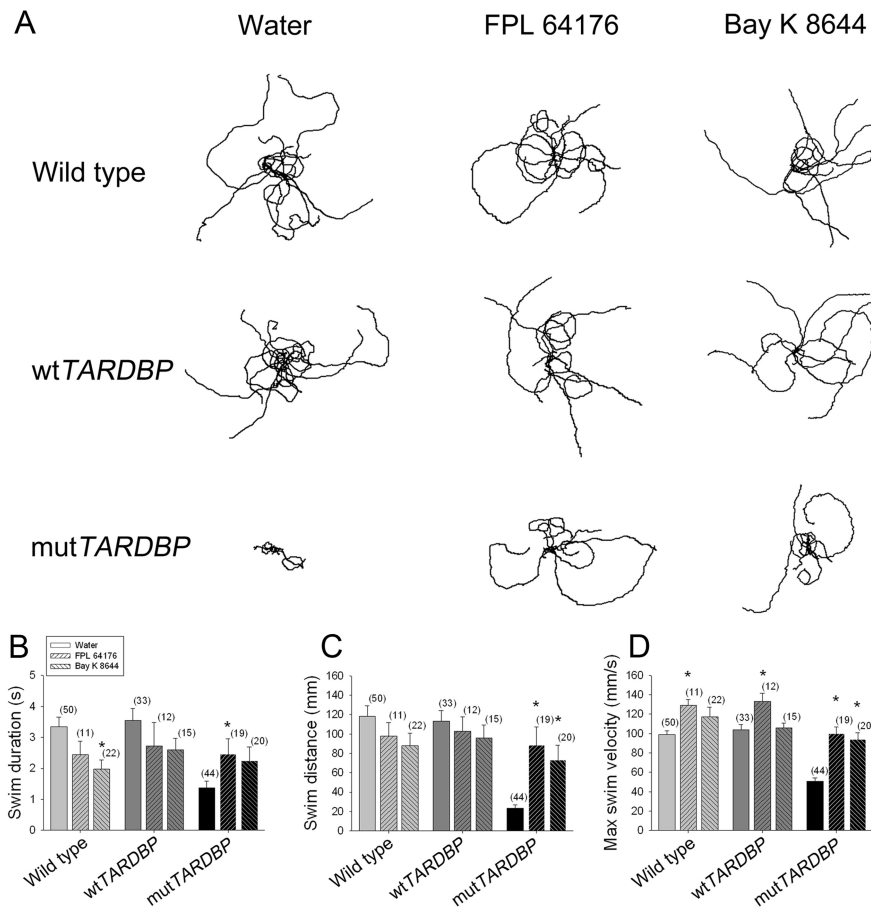 A
Water
FPL 64176
Bay K 8644
Wild type
wtTARDBP
mutTARDBP
B
Water
FPL 64176
Bay K 8644
Swim duration (s)
5
4
3
2
1
0
(50)
(11)
*
(22)
(33)
(12)
(15)
(44)
*
(19)
(20)
Wild type
wtTARDBP
mutTARDBP
C
Swim distance (mm)
160
140
120
100
80
60
40
20
0
(50)
(11)
(22)
(33)
(12)
(15)
(44)
*
(19)
*
(20)
Wild type
wtTARDBP
mutTARDBP
D
Max swim velocity (mm/s)
160
140
120
100
80
60
40
20
0
(50)
*
(11)
(22)
(33)
*
(12)
(15)
(44)
*
(19)
*
(20
Wild type
wtTARDBP
mutTARDBP